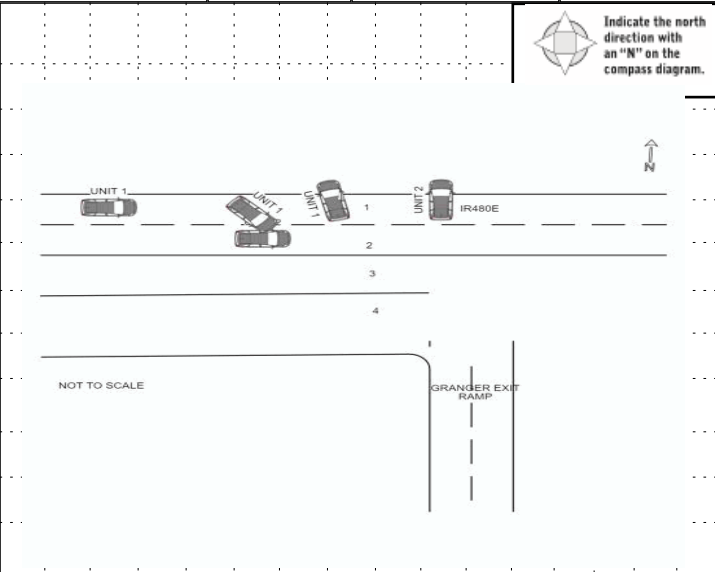 Indicate the north
direction with
an “N” on the
compass diagram.
N
UNIT 1
UNIT 1
UNIT 1
1
UNIT 2
IR480E
2
3
4
NOT TO SCALE
GRANGER EXIT
RAMP